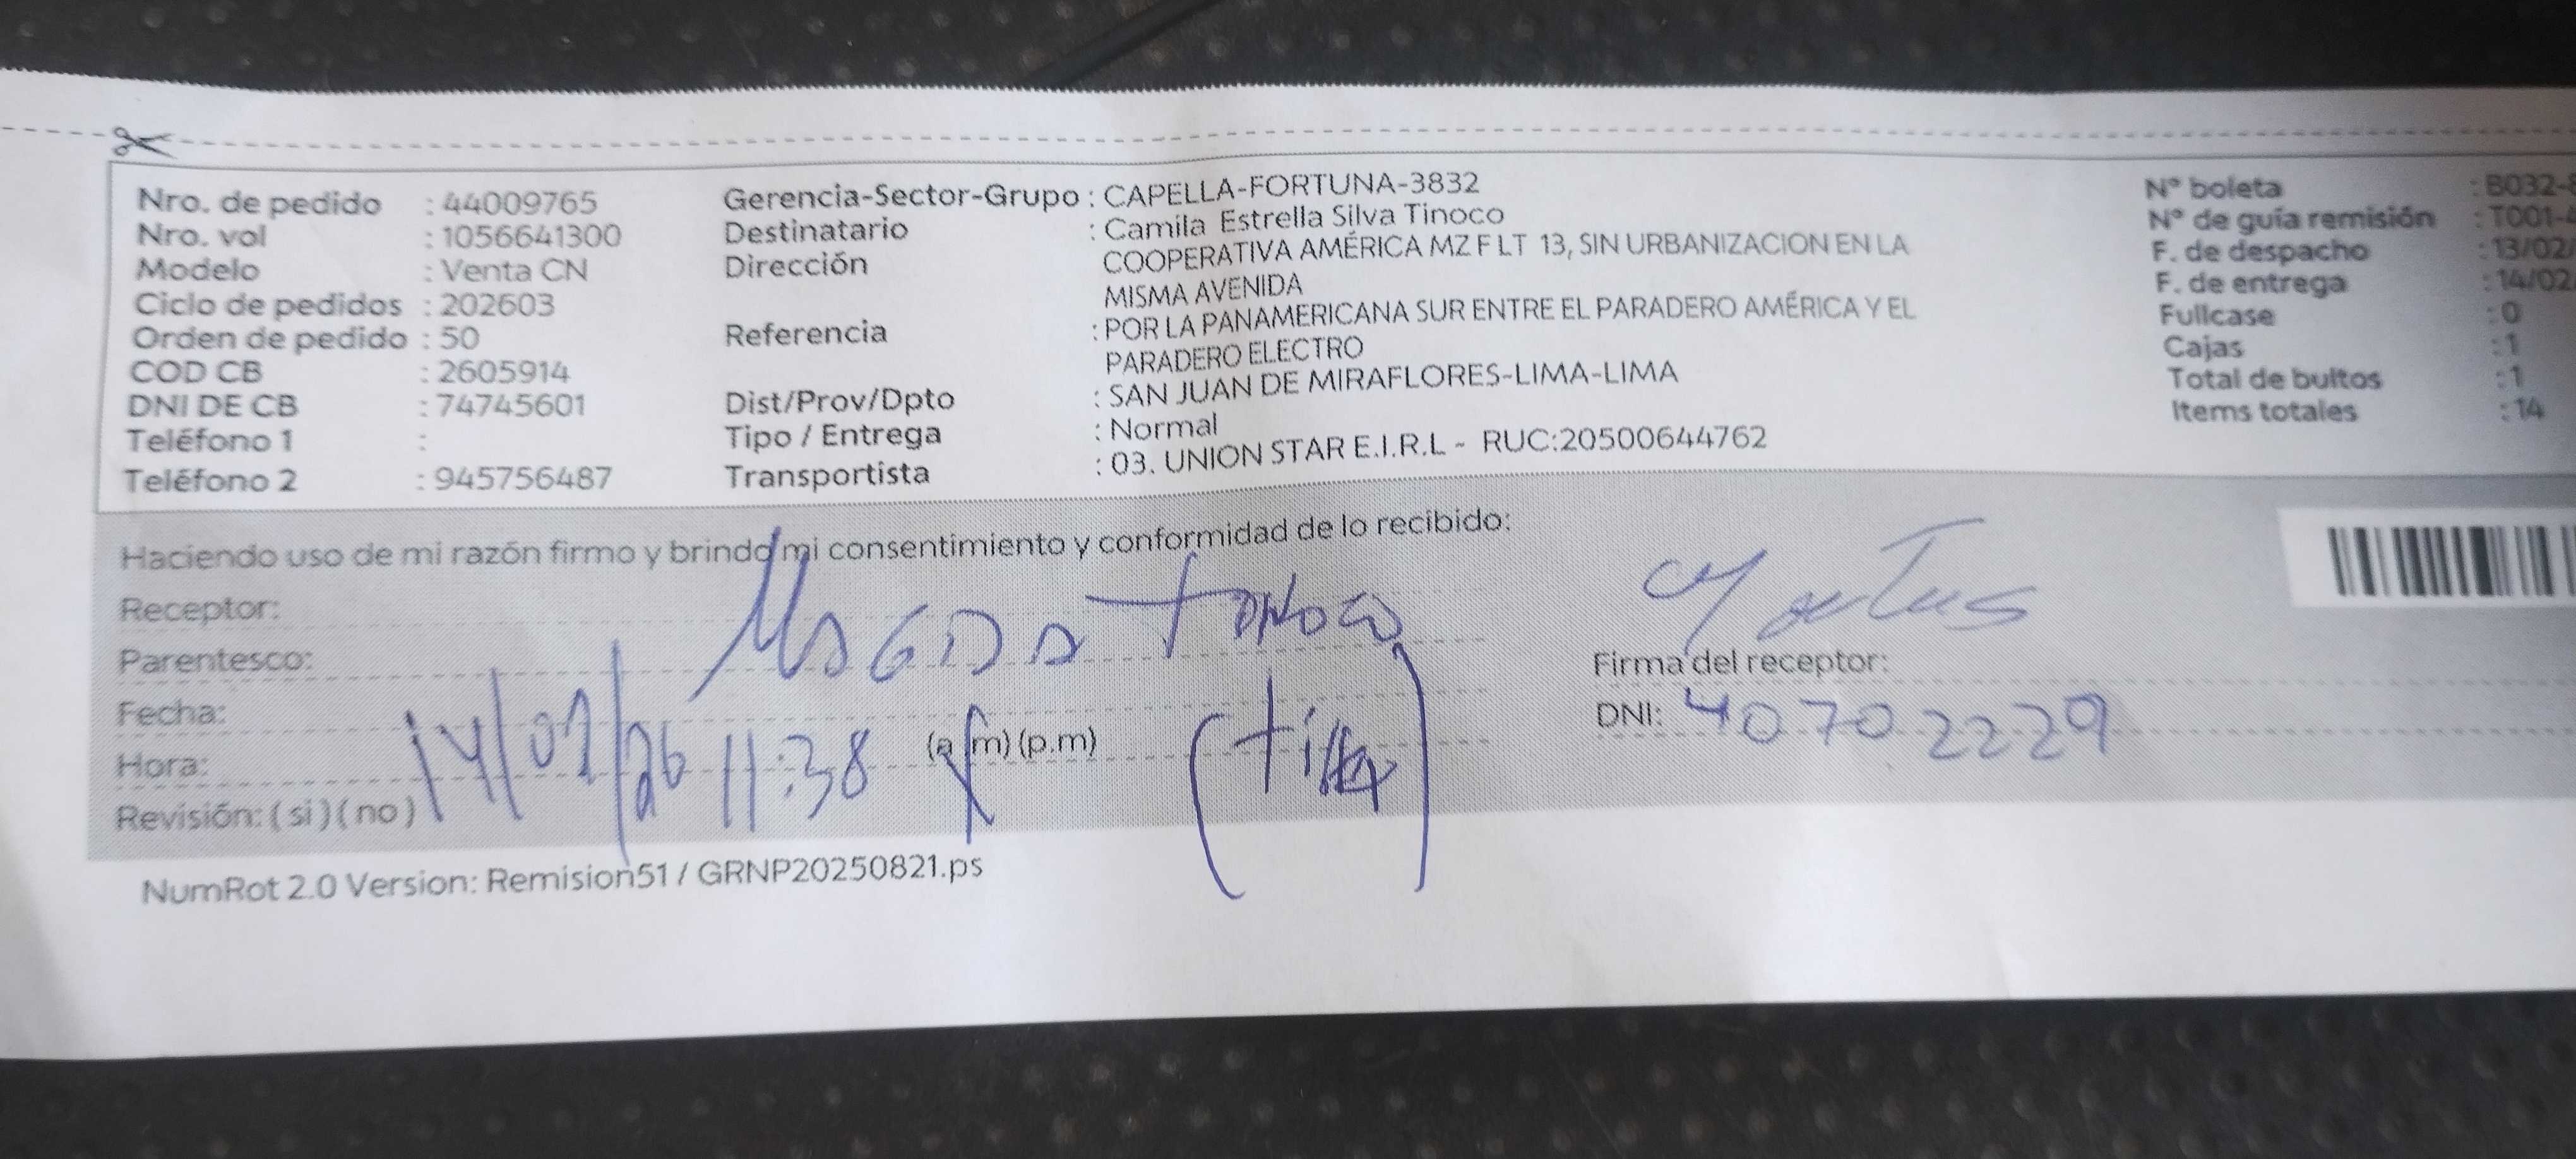 Nro. de pedido : 44009765
Nro. vol : 1056641300
Modelo : Venta CN
Ciclo de pedidos : 202603
Orden de pedido : 50
COD CB : 2605914
DNI DE CB : 74745601
Teléfono 1 :
Teléfono 2 : 945756487
Gerencia-Sector-Grupo : CAPELLA-FORTUNA-3832
Destinatario : Camila Estrella Silva Tinoco
Dirección COOPERATIVA AMÉRICA MZ F LT 13, SIN URBANIZACION EN LA
MISMA AVENIDA
Referencia : POR LA PANAMERICANA SUR ENTRE EL PARADERO AMÉRICA Y EL
PARADERO ELECTRO
Dist/Prov/Dpto : SAN JUAN DE MIRAFLORES-LIMA-LIMA
Tipo / Entrega : Normal
Transportista : 03. UNION STAR E.I.R.L - RUC:20500644762
N° boleta : B032-
N° de guía remisión : T001-
F. de despacho : 13/02/
F. de entrega : 14/02/
Fullcase : 0
Cajas : 1
Total de bultos : 1
Items totales : 14
Haciendo uso de mi razón firmo y brindo mi consentimiento y conformidad de lo recibido:
Receptor:
Parentesco:
Fecha: 14/02/26
Hora: 11:38 (a.m) (p.m)
Revisión: ( si ) ( no )
Firma del receptor:
DNI: 40702229
NumRot 2.0 Version: Remision51 / GRNP20250821.ps